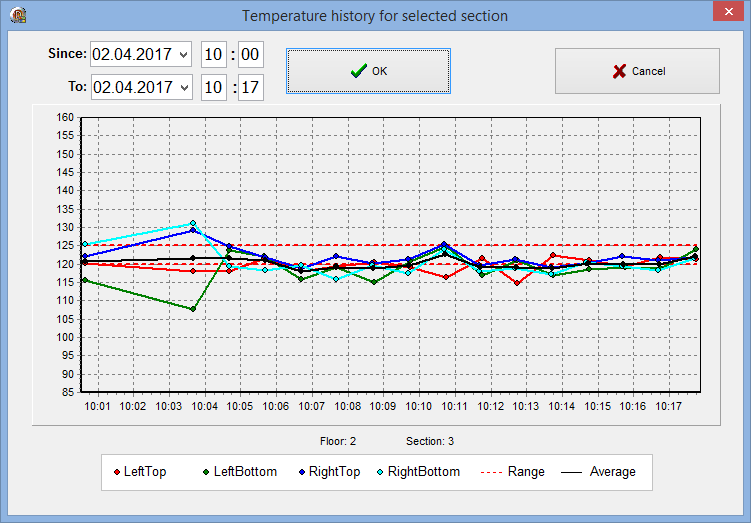 Temperature history for selected section
Since: 02.04.2017 10 : 00
To: 02.04.2017 10 : 17
OK
Cancel
160
155
150
145
140
135
130
125
120
115
110
105
100
95
90
85
10:01 10:02 10:03 10:04 10:05 10:06 10:07 10:08 10:09 10:10 10:11 10:12 10:13 10:14 10:15 10:16 10:17
Floor: 2 Section: 3
LeftTop LeftBottom RightTop RightBottom Range Average